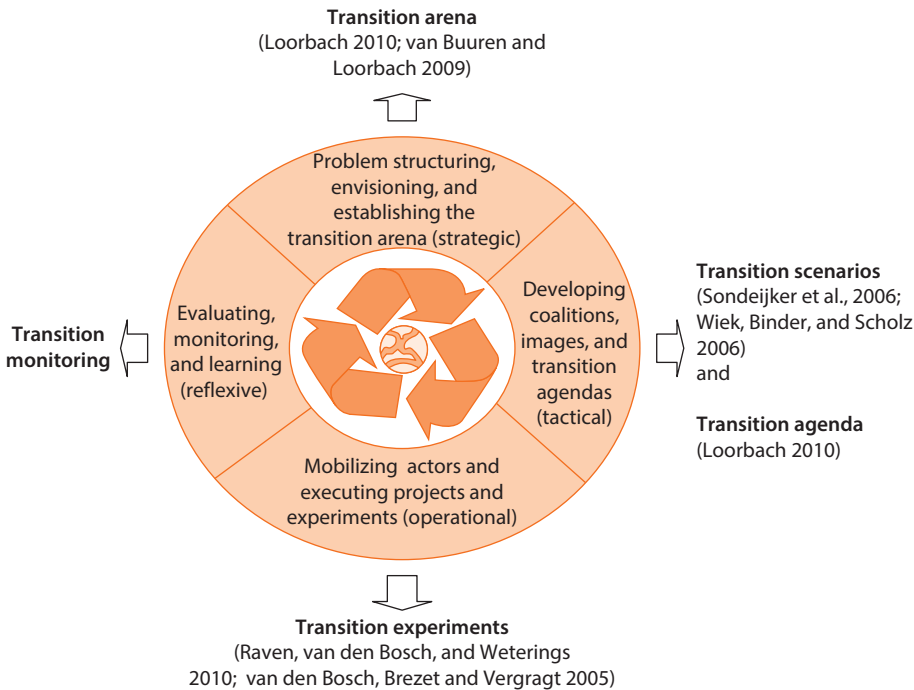 Transition arena
(Loorbach 2010; van Buuren and
Loorbach 2009)
Problem structuring,
envisioning, and
establishing the
transition arena (strategic)
Developing
coalitions,
images, and
transition
agendas
(tactical)
Transition scenarios
(Sondeijker et al., 2006;
Wiek, Binder, and Scholz
2006)
and
Transition agenda
(Loorbach 2010)
Evaluating,
monitoring,
and learning
(reflexive)
Transition
monitoring
Mobilizing actors and
executing projects and
experiments (operational)
Transition experiments
(Raven, van den Bosch, and Weterings
2010; van den Bosch, Brezet and Vergragt 2005)